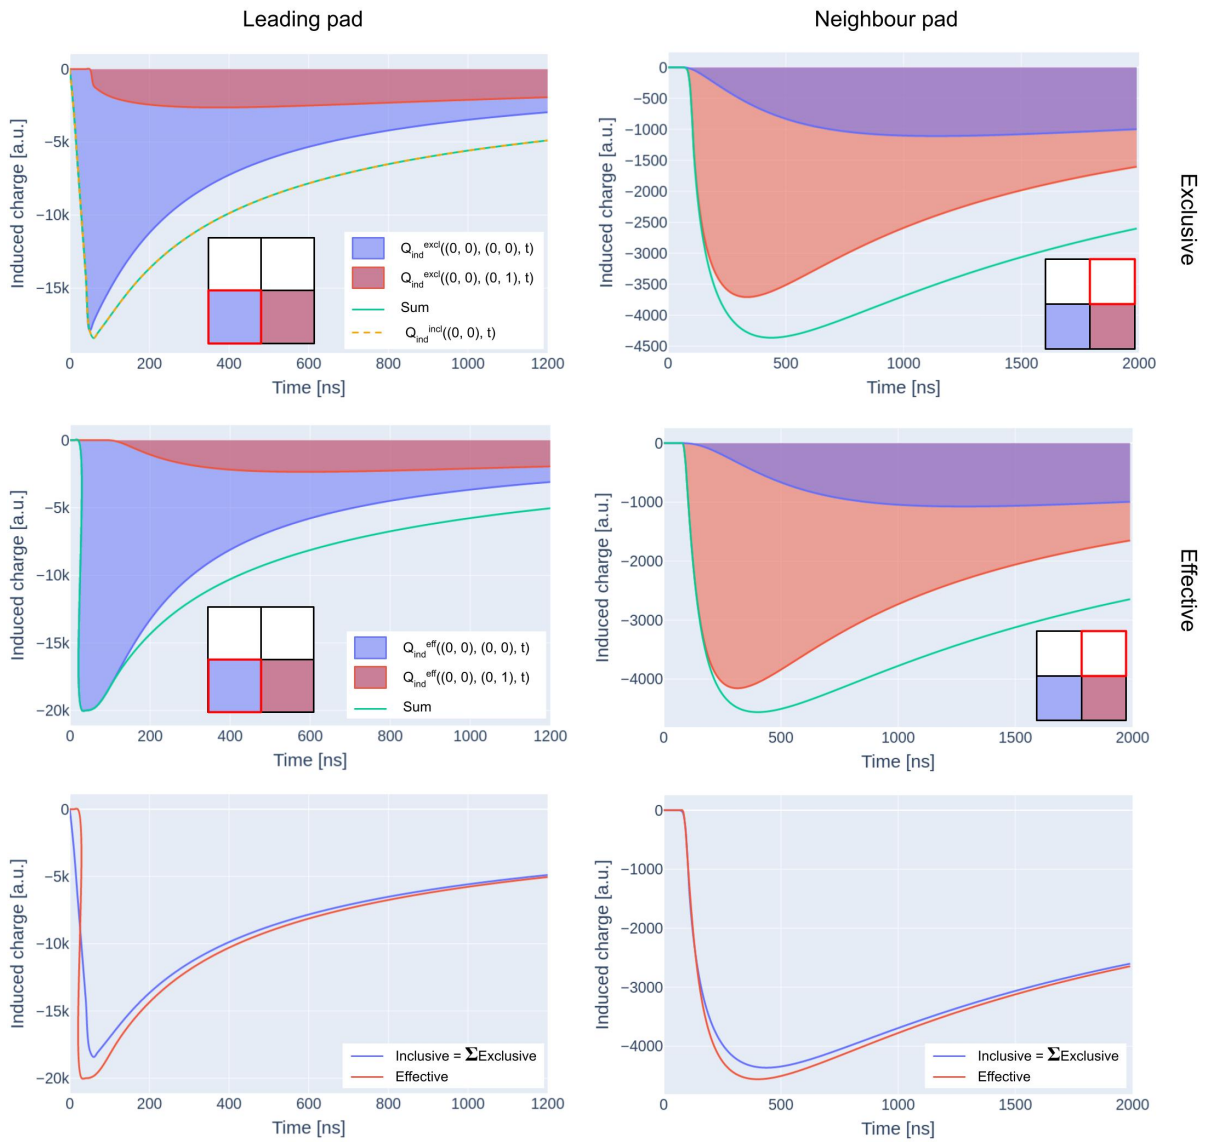 Leading pad
Neighbour pad
0
−5k
−10k
−15k
Induced charge [a.u.]
0 200 400 600 800 1000 1200
Time [ns]
Q_ind^excl((0, 0), (0, 0), t)
Q_ind^excl((0, 0), (0, 1), t)
Sum
Q_ind^incl((0, 0), t)
0
−500
−1000
−1500
−2000
−2500
−3000
−3500
−4000
−4500
Induced charge [a.u.]
0 500 1000 1500 2000
Time [ns]
Exclusive
0
−5k
−10k
−15k
−20k
Induced charge [a.u.]
0 200 400 600 800 1000 1200
Time [ns]
Q_ind^eff((0, 0), (0, 0), t)
Q_ind^eff((0, 0), (0, 1), t)
Sum
0
−1000
−2000
−3000
−4000
Induced charge [a.u.]
0 500 1000 1500 2000
Time [ns]
Effective
0
−5k
−10k
−15k
−20k
Induced charge [a.u.]
0 200 400 600 800 1000 1200
Time [ns]
Inclusive = ΣExclusive
Effective
0
−1000
−2000
−3000
−4000
Induced charge [a.u.]
0 500 1000 1500 2000
Time [ns]
Inclusive = ΣExclusive
Effective